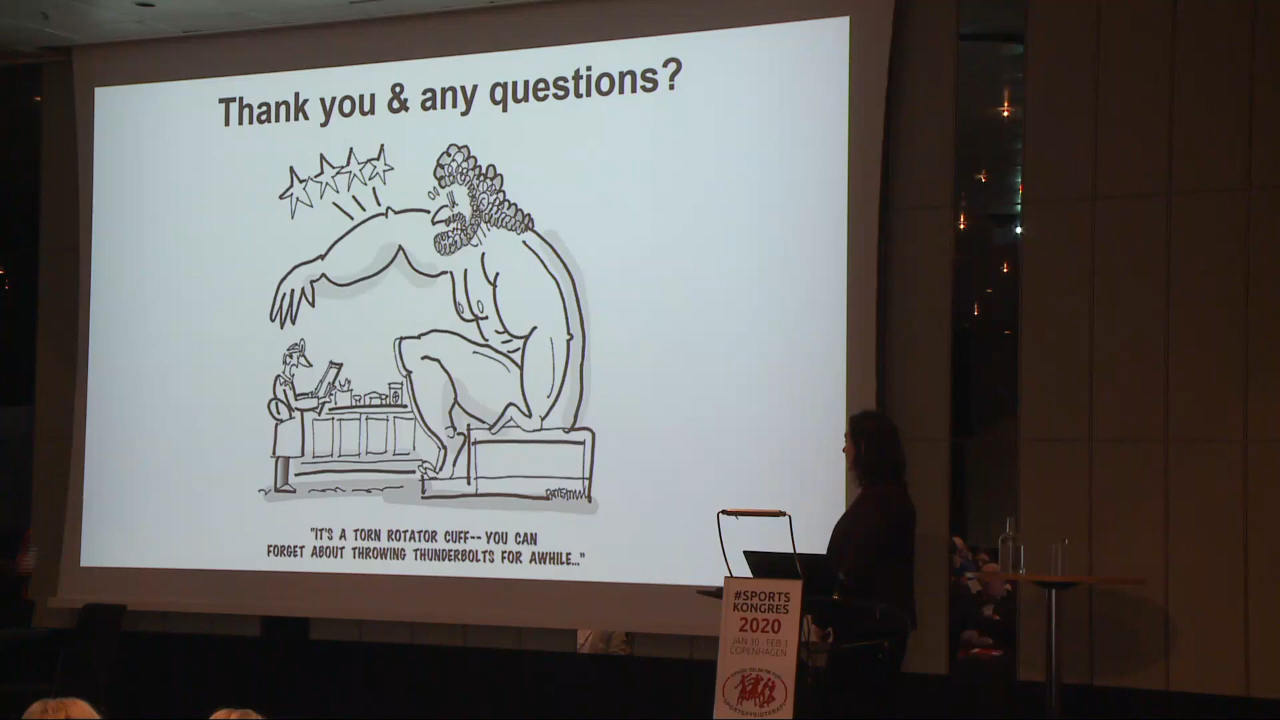 Thank you & any questions?
"IT'S A TORN ROTATOR CUFF-- YOU CAN
FORGET ABOUT THROWING THUNDERBOLTS FOR AWHILE..."
#SPORTS
KONGRES
2020
JAN 30 - FEB 1
COPENHAGEN